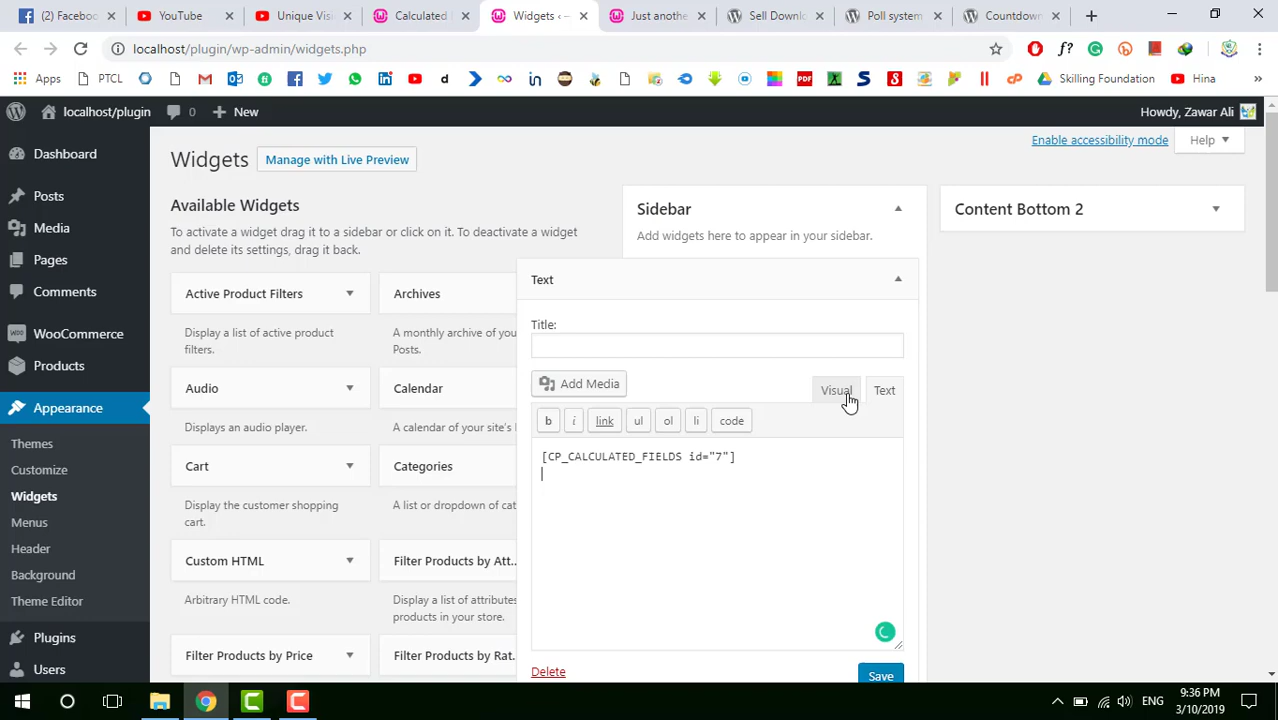 (2) Facebook
YouTube
Unique Vis
Calculated
Widgets ‹ —
Just anothe
Sell Downl
Poll system
Countdown
localhost/plugin/wp-admin/widgets.php
f?
Apps
PTCL
d
in
PDF
cP
Skilling Foundation
Hina
»
localhost/plugin
0
New
Howdy, Zawar Ali
Dashboard
Posts
Media
Pages
Comments
WooCommerce
Products
Appearance
Themes
Widgets
Menus
Header
Background
Theme Editor
Plugins
Users
Widgets
Manage with Live Preview
Enable accessibility mode
Help
Available Widgets
To activate a widget drag it to a sidebar or click on it. To deactivate a
widget and delete its settings, drag it back.
Active Product Filters
Display a list of active product
filters.
Archives
A monthly archive of you
Posts.
Audio
Displays an audio player.
Calendar
A calendar of your site's
Cart
Display the customer shopping
cart.
Categories
A list or dropdown of cat
Custom HTML
Arbitrary HTML code.
Filter Products by Att..
Display a list of attributes
products in your store.
Filter Products by Price
Filter Products by Rat.
Sidebar
Add widgets here to appear in your sidebar.
Content Bottom 2
Text
Title:
Add Media
Visual
Text
b
i
link
ul
ol
li
code
[CP_CALCULATED_FIELDS id="7"]
Delete
Save
ENG
9:36 PM
3/10/2019